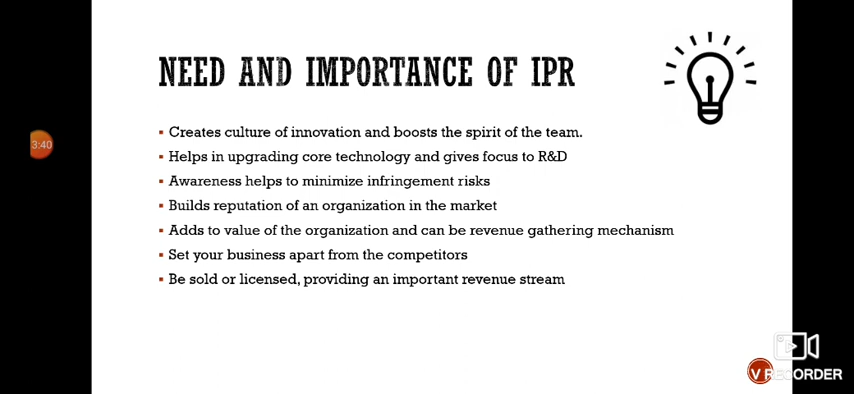 NEED AND IMPORTANCE OF IPR
3:40
▪ Creates culture of innovation and boosts the spirit of the team.
▪ Helps in upgrading core technology and gives focus to R&D
▪ Awareness helps to minimize infringement risks
▪ Builds reputation of an organization in the market
▪ Adds to value of the organization and can be revenue gathering mechanism
▪ Set your business apart from the competitors
▪ Be sold or licensed, providing an important revenue stream
V RECORDER